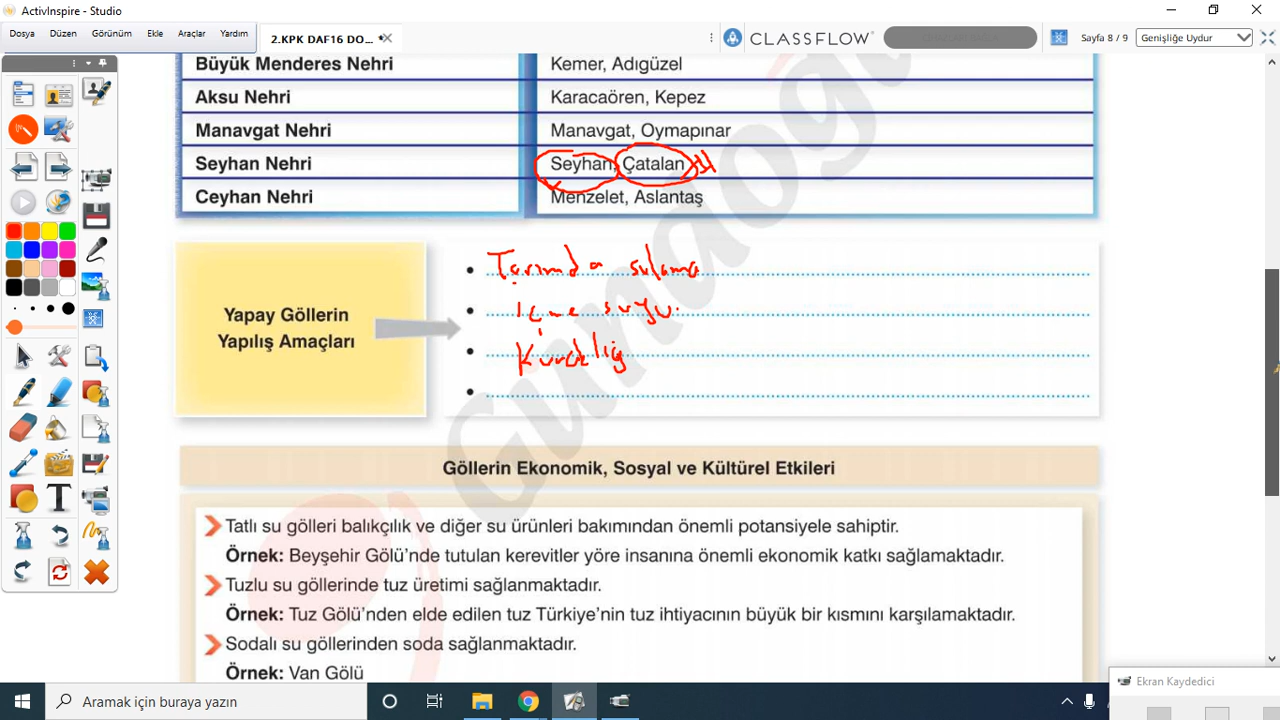 ActivInspire - Studio
Dosya Düzen Görünüm Ekle Araçlar Yardım
2.KPK DAF16 DO...
CLASSFLOW
Sayfa 8 / 9
Genişliğe Uydur
Büyük Menderes Nehri Kemer, Adıgüzel
Aksu Nehri Karacaören, Kepez
Manavgat Nehri Manavgat, Oymapınar
Seyhan Nehri Seyhan, Çatalan
Ceyhan Nehri Menzelet, Aslantaş
Yapay Göllerin
Yapılış Amaçları
Tarımda sulama
içme suyu
Göllerin Ekonomik, Sosyal ve Kültürel Etkileri
Tatlı su gölleri balıkçılık ve diğer su ürünleri bakımından önemli potansiyele sahiptir.
Örnek: Beyşehir Gölü'nde tutulan kerevitler yöre insanına önemli ekonomik katkı sağlamaktadır.
Tuzlu su göllerinde tuz üretimi sağlanmaktadır.
Örnek: Tuz Gölü'nden elde edilen tuz Türkiye'nin tuz ihtiyacının büyük bir kısmını karşılamaktadır.
Sodalı su göllerinden soda sağlanmaktadır.
Örnek: Van Gölü
Ekran Kaydedici
Aramak için buraya yazın